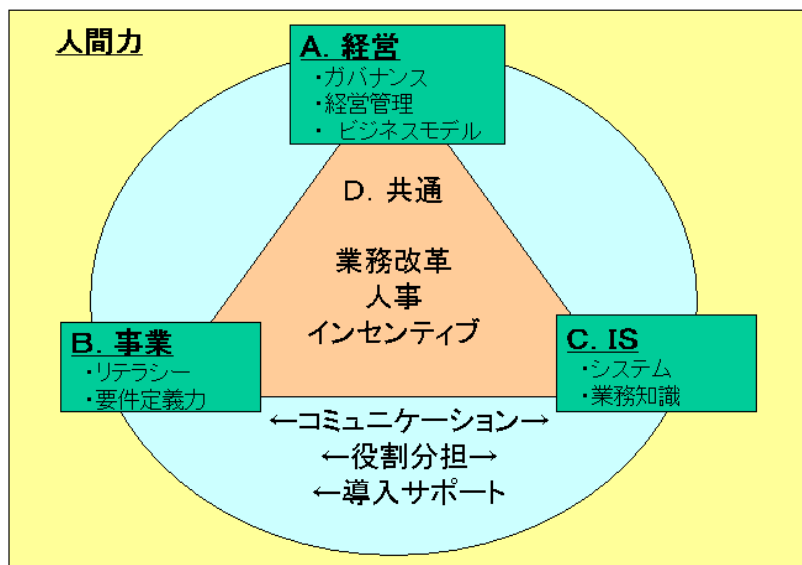 人間力
A. 経営
・ガバナンス
・経営管理
・ ビジネスモデル
D. 共通
業務改革
人事
インセンティブ
B. 事業
・リテラシー
・要件定義力
C. IS
・システム
・業務知識
←コミュニケーション→
←役割分担→
←導入サポート